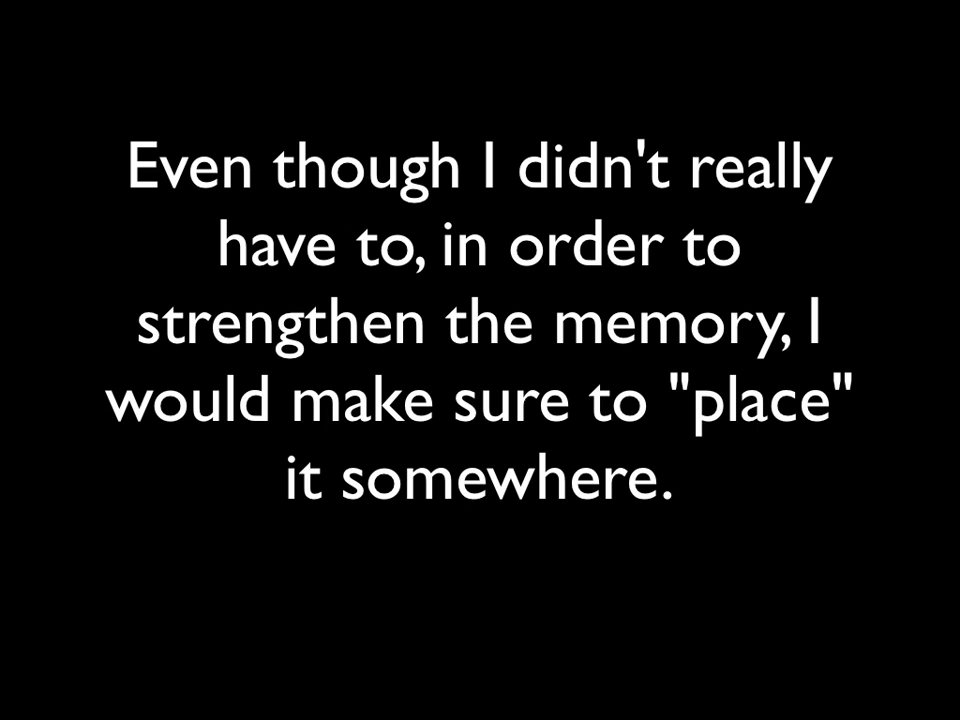 Even though I didn't really
have to, in order to
strengthen the memory, I
would make sure to "place"
it somewhere.